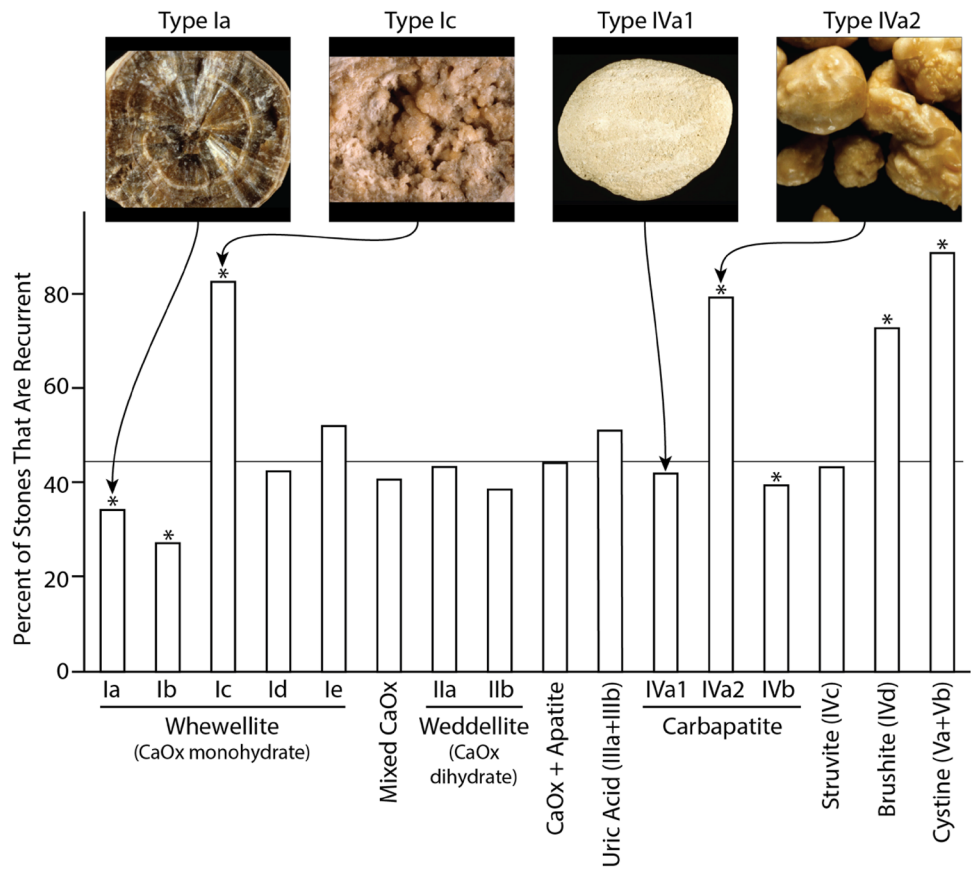 Type Ia
Type Ic
Type IVa1
Type IVa2
Percent of Stones That Are Recurrent
80
60
40
20
0
*
*
*
*
*
*
*
Ia
Ib
Ic
Id
Ie
Whewellite
(CaOx monohydrate)
Mixed CaOx
IIa
IIb
Weddellite
(CaOx
dihydrate)
CaOx + Apatite
Uric Acid (IIIa+IIIb)
IVa1
IVa2
IVb
Carbapatite
Struvite (IVc)
Brushite (IVd)
Cystine (Va+Vb)